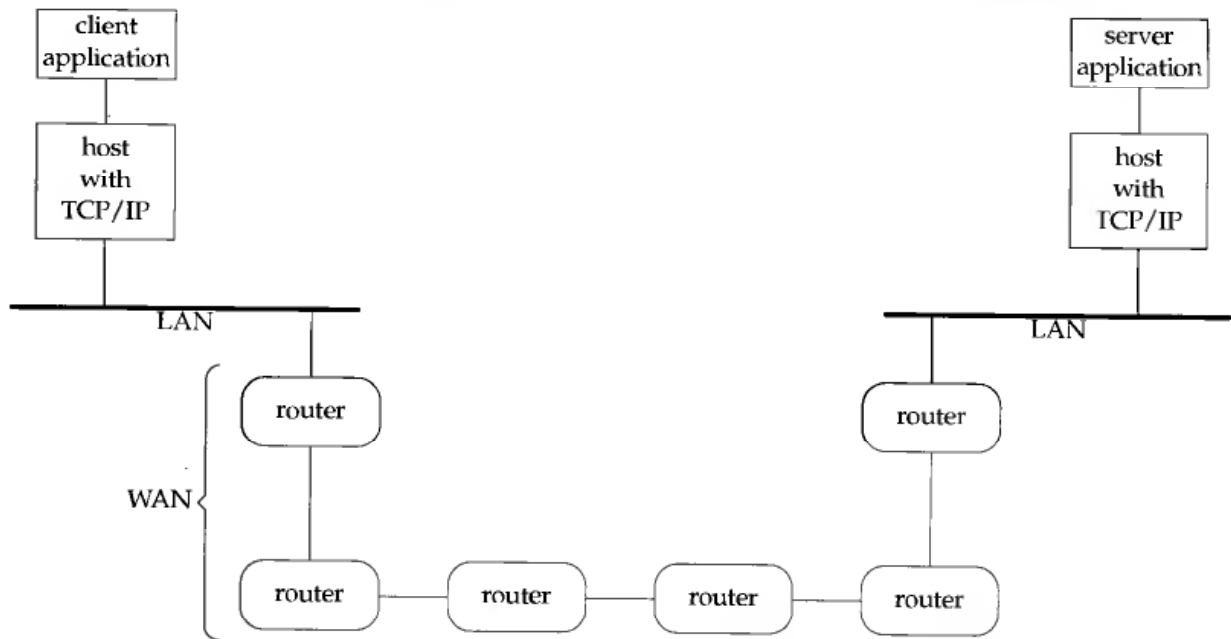 client
application
server
application
host
with
TCP/IP
host
with
TCP/IP
LAN
LAN
router
router
WAN
router
router
router
router